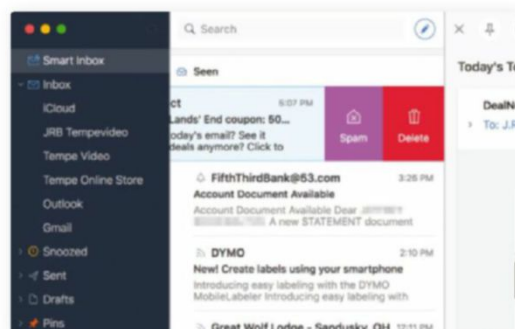 Search
Smart Inbox
Inbox
iCloud
JRB Tempevideo
Tempe Video
Tempe Online Store
Outlook
Gmail
Snoozed
Sent
Drafts
Pins
Seen
ct 5:07 PM
Lands' End coupon: 50...
oday's email? See it
deals anymore? Click to
Spam
Delete
FifthThirdBank@53.com 3:26 PM
Account Document Available
Account Document Available Dear
A new STATEMENT document
DYMO 2:10 PM
New! Create labels using your smartphone
Introducing easy labeling with the DYMO
MobileLabeler Introducing easy labeling with
Great Wolf Lodge - Sandusky, OH 12:11 PM
Today's T
DealN
To: J.R